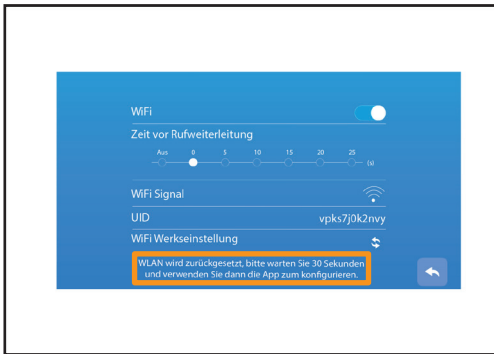 WiFi
Zeit vor Rufweiterleitung
Aus 0 5 10 15 20 25 (s)
WiFi Signal
UID vpks7j0k2nvy
WiFi Werkseinstellung
WLAN wird zurückgesetzt, bitte warten Sie 30 Sekunden
und verwenden Sie dann die App zum konfigurieren.